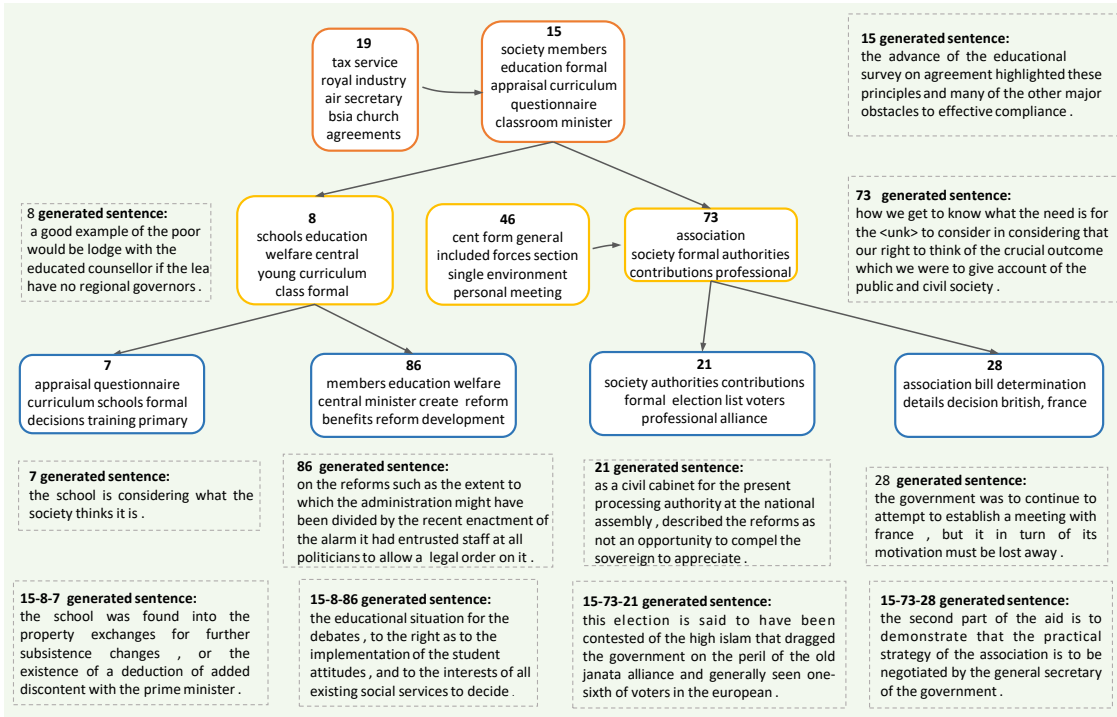 19
tax service
royal industry
air secretary
bsia church
agreements
15
society members
education formal
appraisal curriculum
questionnaire
classroom minister
15 generated sentence:
the advance of the educational
survey on agreement highlighted these
principles and many of the other major
obstacles to effective compliance .
8 generated sentence:
a good example of the poor
would be lodge with the
educated counsellor if the lea
have no regional governors .
8
schools education
welfare central
young curriculum
class formal
46
cent form general
included forces section
single environment
personal meeting
73
association
society formal authorities
contributions professional
73 generated sentence:
how we get to know what the need is for
the <unk> to consider in considering that
our right to think of the crucial outcome
which we were to give account of the
public and civil society .
7
appraisal questionnaire
curriculum schools formal
decisions training primary
86
members education welfare
central minister create reform
benefits reform development
21
society authorities contributions
formal election list voters
professional alliance
28
association bill determination
details decision british, france
7 generated sentence:
the school is considering what the
society thinks it is .
86 generated sentence:
on the reforms such as the extent to
which the administration might have
been divided by the recent enactment of
the alarm it had entrusted staff at all
politicians to allow a legal order on it .
21 generated sentence:
as a civil cabinet for the present
processing authority at the national
assembly , described the reforms as
not an opportunity to compel the
sovereign to appreciate .
28 generated sentence:
the government was to continue to
attempt to establish a meeting with
france , but it in turn of its
motivation must be lost away .
15-8-7 generated sentence:
the school was found into the
property exchanges for further
subsistence changes , or the
existence of a deduction of added
discontent with the prime minister .
15-8-86 generated sentence:
the educational situation for the
debates , to the right as to the
implementation of the student
attitudes , and to the interests of all
existing social services to decide .
15-73-21 generated sentence:
this election is said to have been
contested of the high islam that dragged
the government on the peril of the old
janata alliance and generally seen one-
sixth of voters in the european .
15-73-28 generated sentence:
the second part of the aid is to
demonstrate that the practical
strategy of the association is to be
negotiated by the general secretary
of the government .